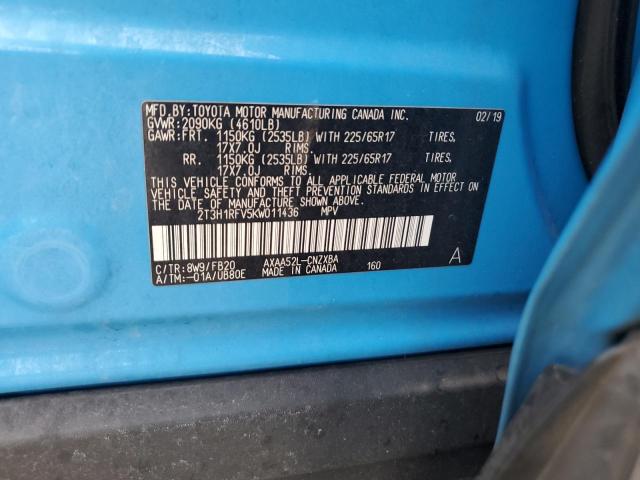 MFD. BY: TOYOTA MOTOR MANUFACTURING CANADA INC. 02/19
GVWR: 2090KG (4610LB)
GAWR: FRT. 1150KG (2535LB) WITH 225/65R17 TIRES,
17X7.0J RIMS.
RR. 1150KG (2535LB) WITH 225/65R17 TIRES,
17X7.0J RIMS.
THIS VEHICLE CONFORMS TO ALL APPLICABLE FEDERAL MOTOR
VEHICLE SAFETY AND THEFT PREVENTION STANDARDS IN EFFECT ON
THE DATE OF MANUFACTURE SHOWN ABOVE.
2T3H1RFV5KW011436 MPV
C/TR: 8W9/FB20 AXAA52L-CNZXBA A
A/TM: -01A/UB80E MADE IN CANADA 160